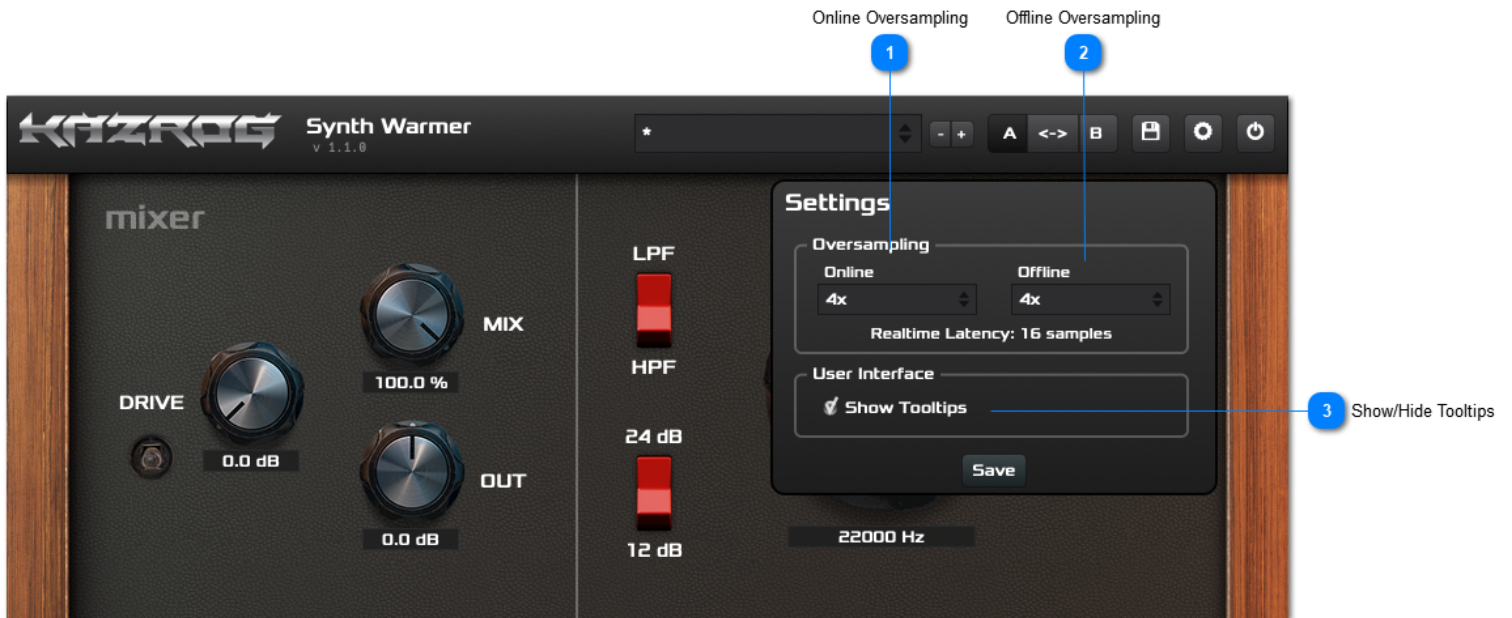 Online Oversampling
Offline Oversampling
1
2
KAZROG
Synth Warmer
v 1.1.0
*
- +
A <-> B
mixer
MIX
100.0 %
DRIVE
0.0 dB
OUT
0.0 dB
LPF
HPF
24 dB
12 dB
Settings
Oversampling
Online
Offline
4x
4x
Realtime Latency: 16 samples
User Interface
Show Tooltips
Save
22000 Hz
3
Show/Hide Tooltips